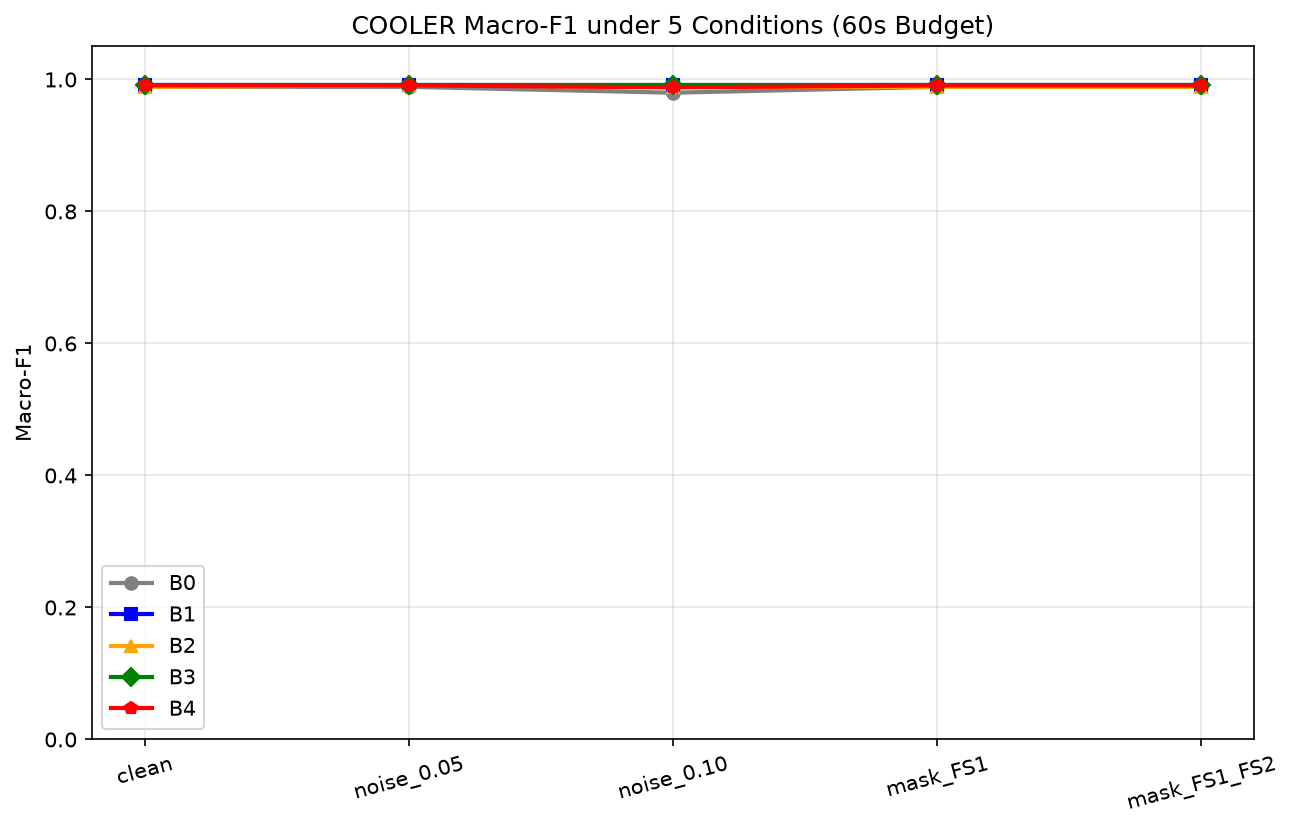 COOLER Macro-F1 under 5 Conditions (60s Budget)
Macro-F1
1.0
0.8
0.6
0.4
0.2
0.0
B0
B1
B2
B3
B4
clean
noise_0.05
noise_0.10
mask_FS1
mask_FS1_FS2